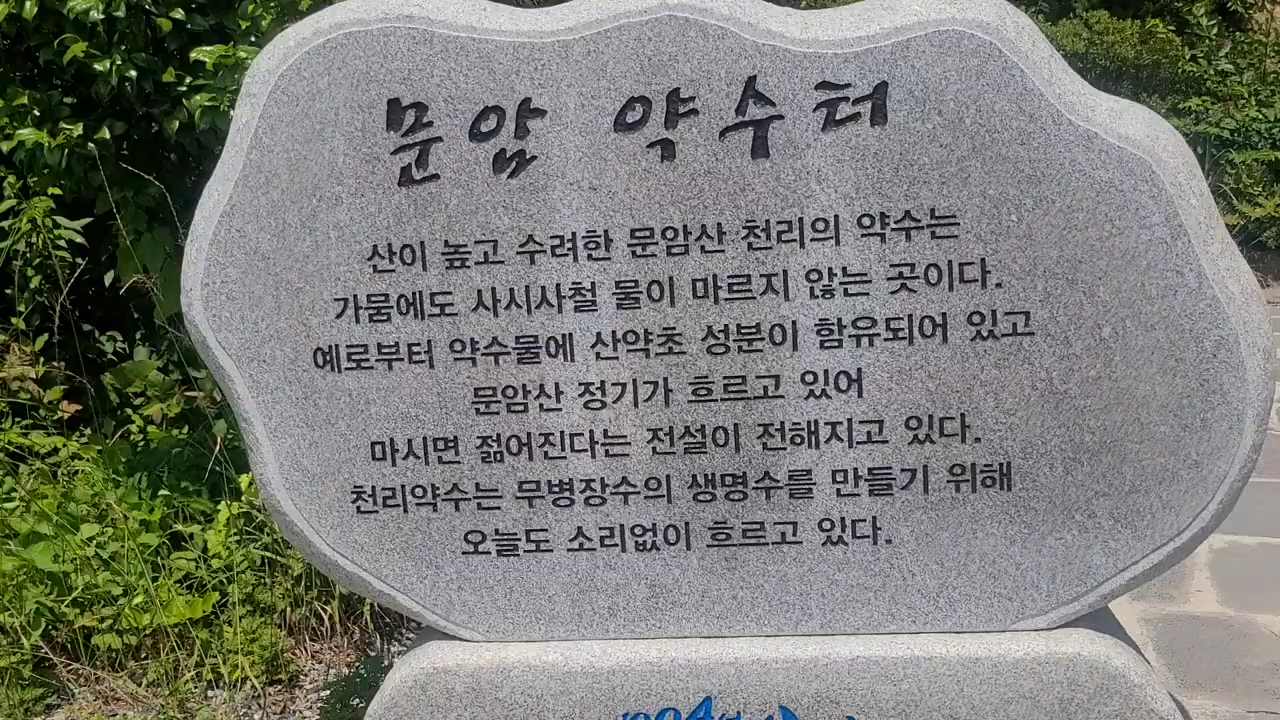 문암 약수터
산이 높고 수려한 문암산 천리의 약수는
가뭄에도 사시사철 물이 마르지 않는 곳이다.
예로부터 약수물에 산약초 성분이 함유되어 있고
문암산 정기가 흐르고 있어
마시면 젊어진다는 전설이 전해지고 있다.
천리약수는 무병장수의 생명수를 만들기 위해
오늘도 소리없이 흐르고 있다.